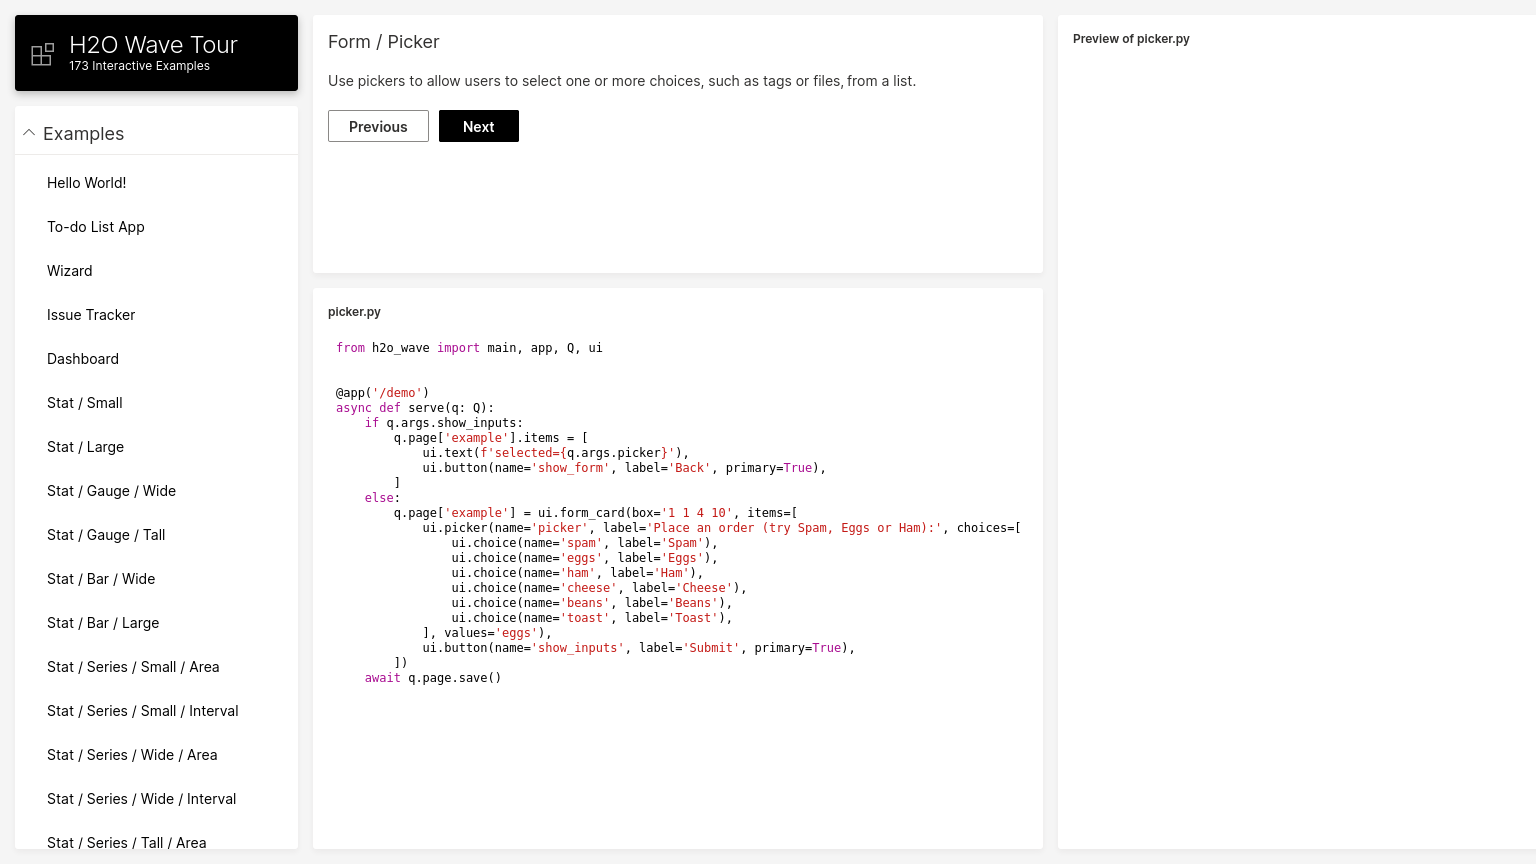 H2O Wave Tour
173 Interactive Examples
Examples
Hello World!
To-do List App
Wizard
Issue Tracker
Dashboard
Stat / Small
Stat / Large
Stat / Gauge / Wide
Stat / Gauge / Tall
Stat / Bar / Wide
Stat / Bar / Large
Stat / Series / Small / Area
Stat / Series / Small / Interval
Stat / Series / Wide / Area
Stat / Series / Wide / Interval
Stat / Series / Tall / Area
Form / Picker
Use pickers to allow users to select one or more choices, such as tags or files, from a list.
Previous Next
picker.py
from h2o_wave import main, app, Q, ui
@app('/demo')
async def serve(q: Q):
    if q.args.show_inputs:
        q.page['example'].items = [
            ui.text(f'selected={q.args.picker}'),
            ui.button(name='show_form', label='Back', primary=True),
        ]
    else:
        q.page['example'] = ui.form_card(box='1 1 4 10', items=[
            ui.picker(name='picker', label='Place an order (try Spam, Eggs or Ham):', choices=[
                ui.choice(name='spam', label='Spam'),
                ui.choice(name='eggs', label='Eggs'),
                ui.choice(name='ham', label='Ham'),
                ui.choice(name='cheese', label='Cheese'),
                ui.choice(name='beans', label='Beans'),
                ui.choice(name='toast', label='Toast'),
            ], values='eggs'),
            ui.button(name='show_inputs', label='Submit', primary=True),
        ])
    await q.page.save()
Preview of picker.py